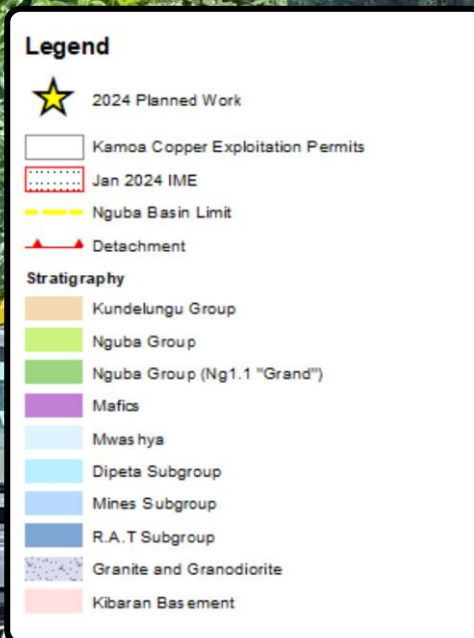 Legend
2024 Planned Work
Kamoa Copper Exploitation Permits
Jan 2024 IME
Nguba Basin Limit
Detachment
Stratigraphy
Kundelungu Group
Nguba Group
Nguba Group (Ng1.1 "Grand")
Mafics
Mwashya
Dipeta Subgroup
Mines Subgroup
R.A.T Subgroup
Granite and Granodiorite
Kibaran Basement